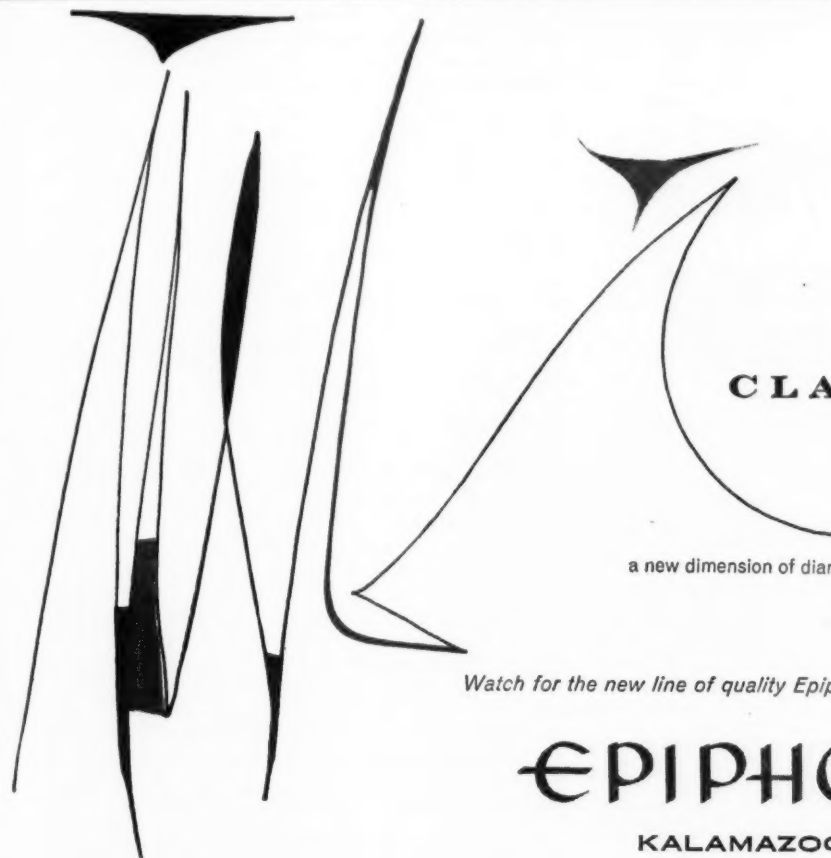 CLA
a new dimension of diar
Watch for the new line of quality Epip
EPIPHO
KALAMAZOO